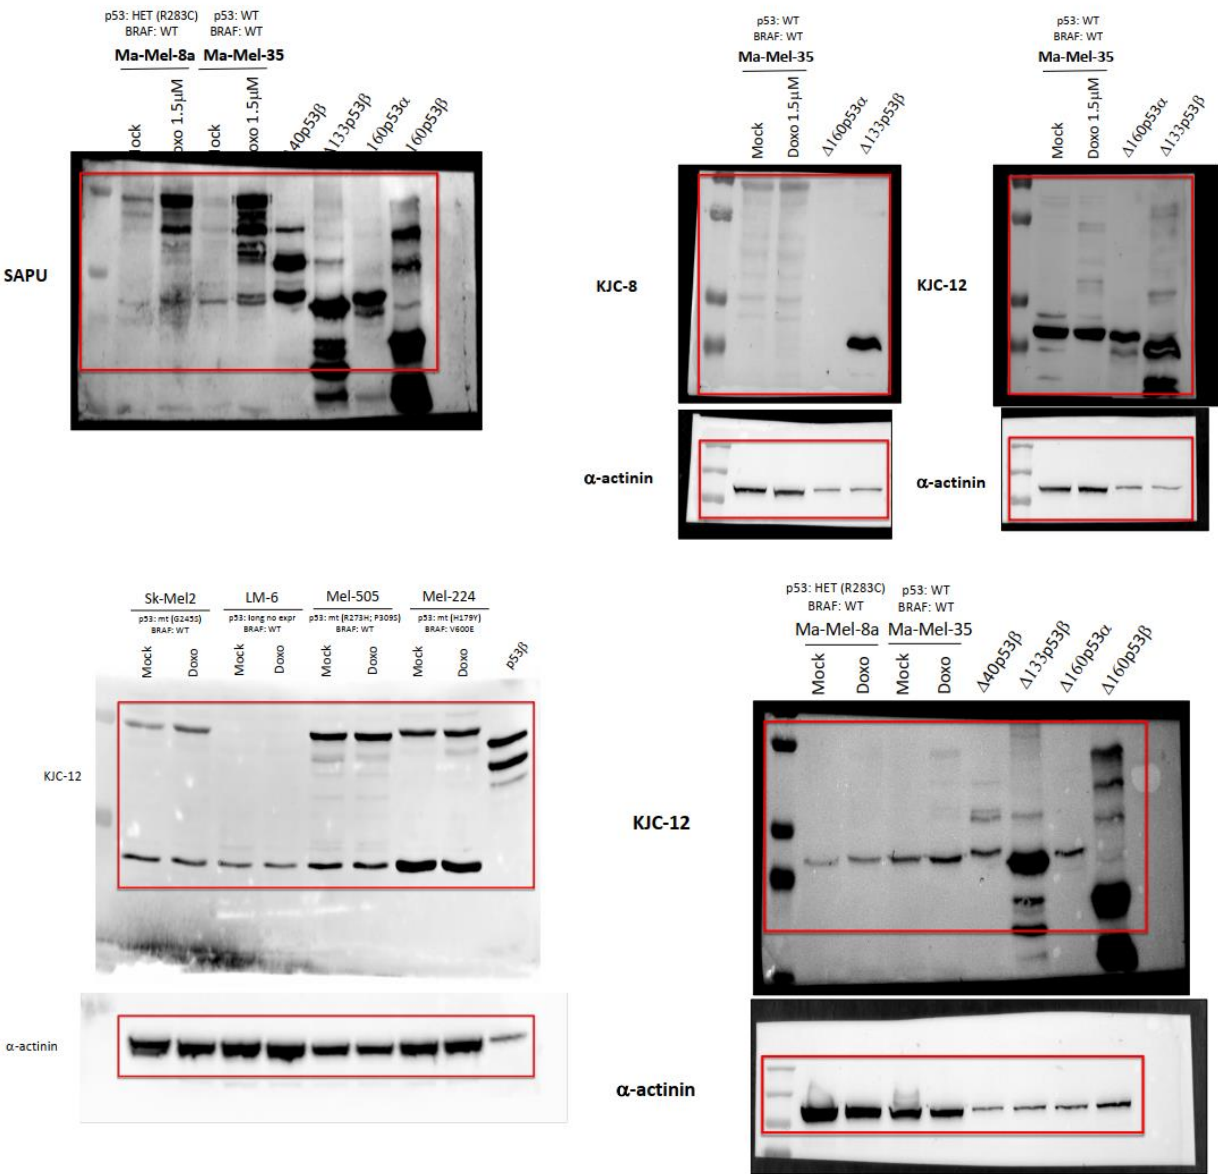 p53: HET (R283C) p53: WT
BRAF: WT BRAF: WT
Ma-Mel-8a Ma-Mel-35
1.5µM 1.5µM Δ133p53β 160p53α 160p53β
SAPU
p53: WT
BRAF: WT
Ma-Mel-35
Mock Doxo 1.5µM Δ160p53α Δ133p53β
KJC-8
α-actinin
p53: WT
BRAF: WT
Ma-Mel-35
Mock Doxo 1.5µM Δ160p53α Δ133p53β
KJC-12
α-actinin
Sk-Mel2 LM-6 Mel-505 Mel-224
p53: mt (G245S) p53: long no expr p53: mt (R273H; P309S) p53: mt (H179Y)
BRAF: WT BRAF: WT BRAF: WT BRAF: V600E
Mock Doxo Mock Doxo Mock Doxo Mock Doxo p53β
KJC-12
α-actinin
p53: HET (R283C) p53: WT
BRAF: WT BRAF: WT
Ma-Mel-8a Ma-Mel-35
Mock Doxo Mock Doxo Δ40p53β Δ133p53β Δ160p53α Δ160p53β
KJC-12
α-actinin